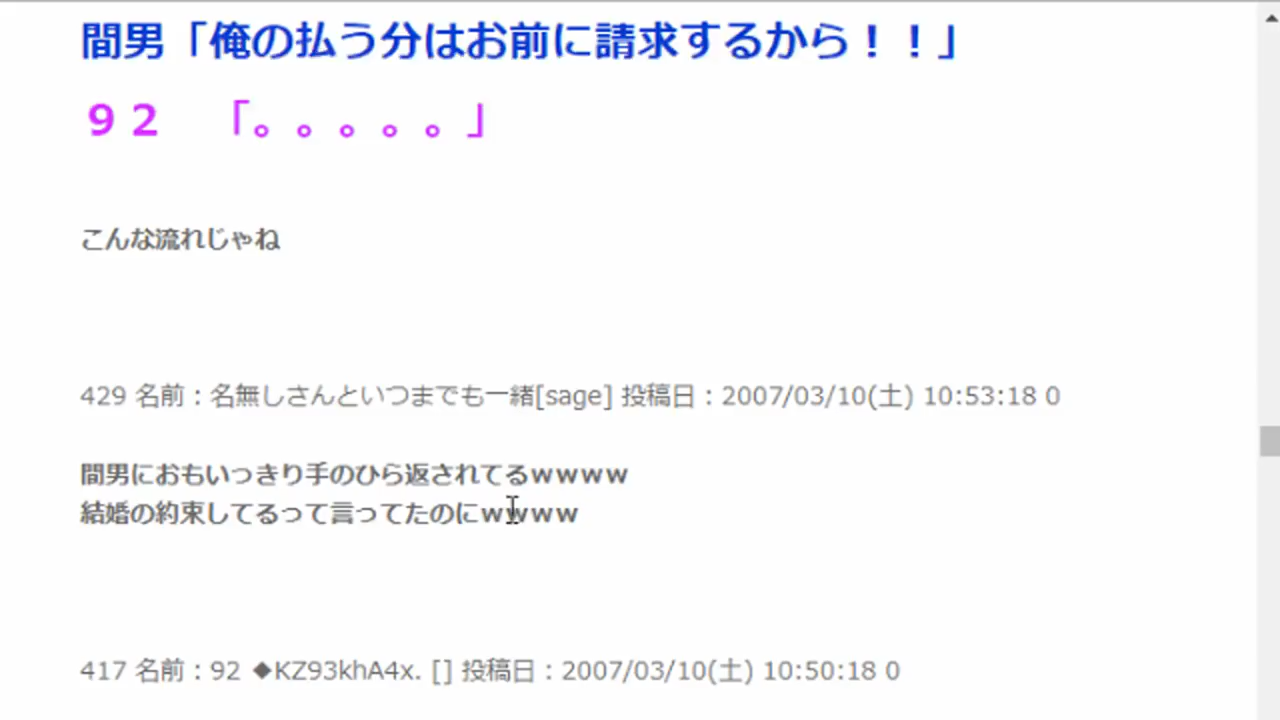 間男「俺の払う分はお前に請求するから！！」
９２　「。。。。。」
こんな流れじゃね
429 名前：名無しさんといつまでも一緒[sage] 投稿日：2007/03/10(土) 10:53:18 0
間男におもいっきり手のひら返されてるｗｗｗｗ
結婚の約束してるって言ってたのにｗｗｗｗ
417 名前：92 ◆KZ93khA4x. [] 投稿日：2007/03/10(土) 10:50:18 0